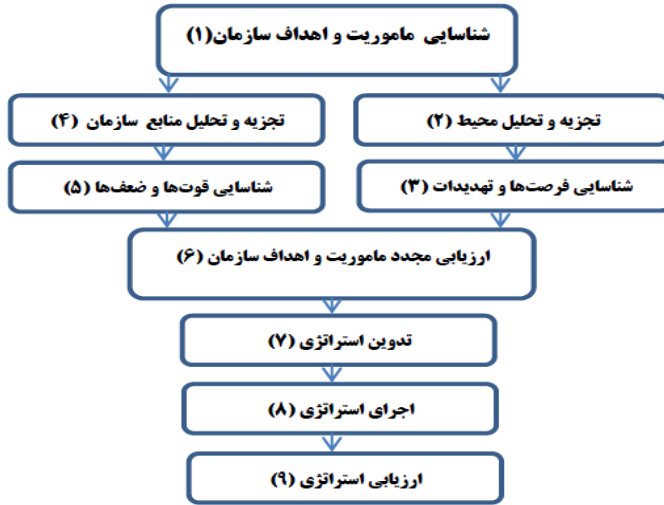 شناسایی ماموریت و اهداف سازمان(۱)
تجزیه و تحلیل محیط (۲)
تجزیه و تحلیل منابع سازمان (۴)
شناسایی فرصت‌ها و تهدیدات (۳)
شناسایی قوت‌ها و ضعف‌ها (۵)
ارزیابی مجدد ماموریت و اهداف سازمان (۶)
تدوین استراتژی (۷)
اجرای استراتژی (۸)
ارزیابی استراتژی (۹)